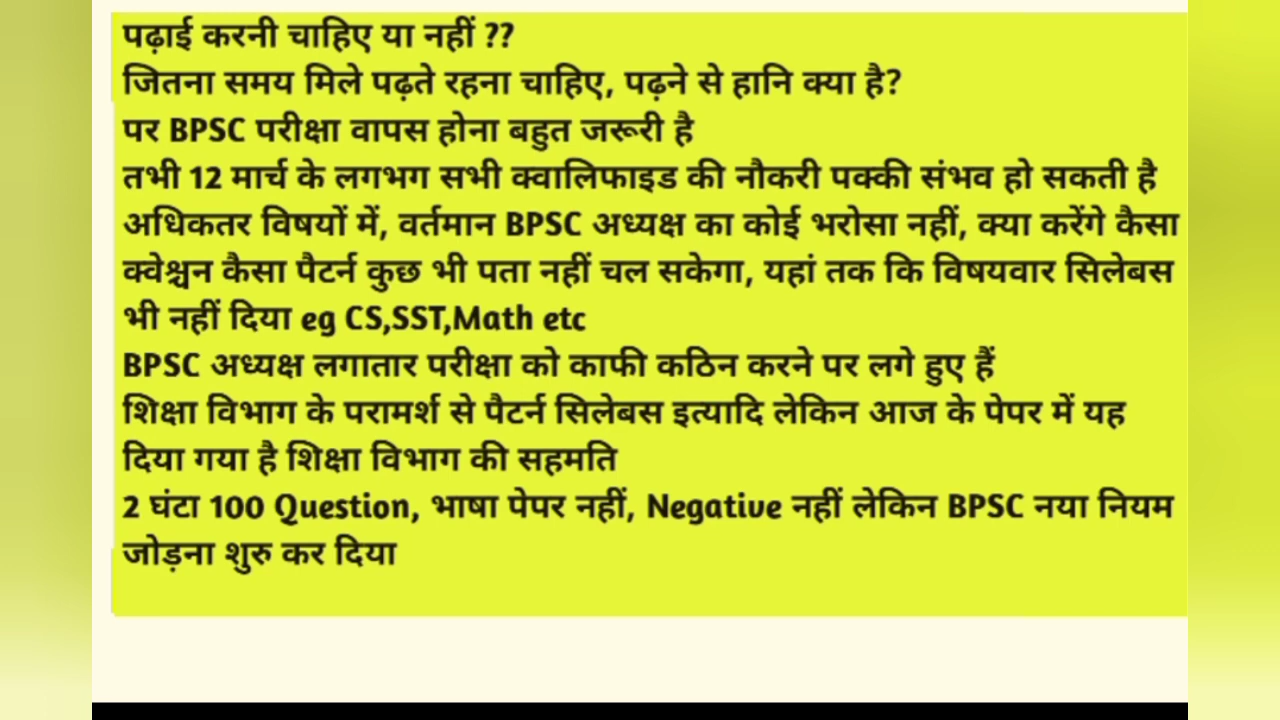 पढ़ाई करनी चाहिए या नहीं ??
जितना समय मिले पढ़ते रहना चाहिए, पढ़ने से हानि क्या है?
पर BPSC परीक्षा वापस होना बहुत जरूरी है
तभी 12 मार्च के लगभग सभी क्वालिफाइड की नौकरी पक्की संभव हो सकती है
अधिकतर विषयों में, वर्तमान BPSC अध्यक्ष का कोई भरोसा नहीं, क्या करेंगे कैसा
क्वेश्चन कैसा पैटर्न कुछ भी पता नहीं चल सकेगा, यहां तक कि विषयवार सिलेबस
भी नहीं दिया eg CS,SST,Math etc
BPSC अध्यक्ष लगातार परीक्षा को काफी कठिन करने पर लगे हुए हैं
शिक्षा विभाग के परामर्श से पैटर्न सिलेबस इत्यादि लेकिन आज के पेपर में यह
दिया गया है शिक्षा विभाग की सहमति
2 घंटा 100 Question, भाषा पेपर नहीं, Negative नहीं लेकिन BPSC नया नियम
जोड़ना शुरु कर दिया